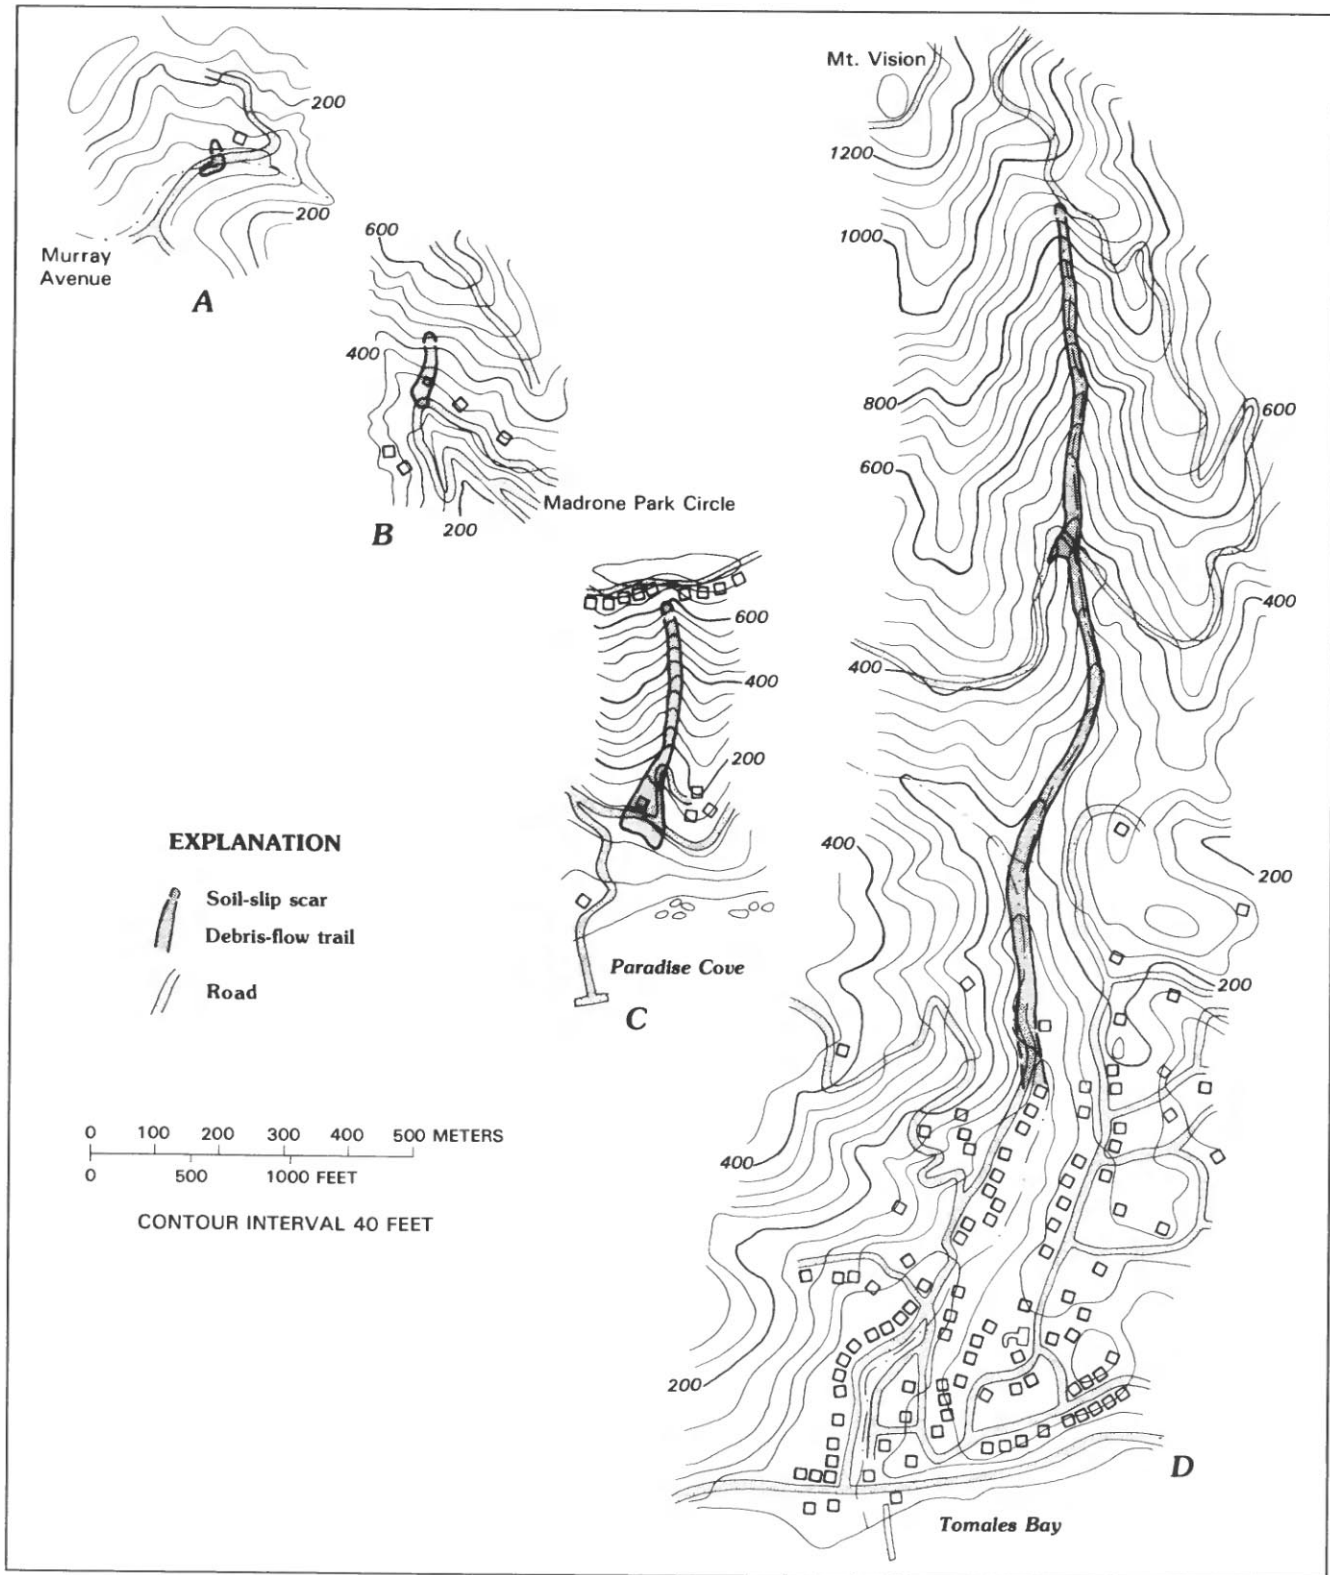 Mt. Vision
200
1200
200
1000
Murray
Avenue
A
600
400
800
600
600
Madrone Park Circle
B
200
600
400
400
400
200
400
200
EXPLANATION
Soil-slip scar
Debris-flow trail
Road
Paradise Cove
200
C
0 100 200 300 400 500 METERS
0 500 1000 FEET
400
CONTOUR INTERVAL 40 FEET
200
D
Tomales Bay